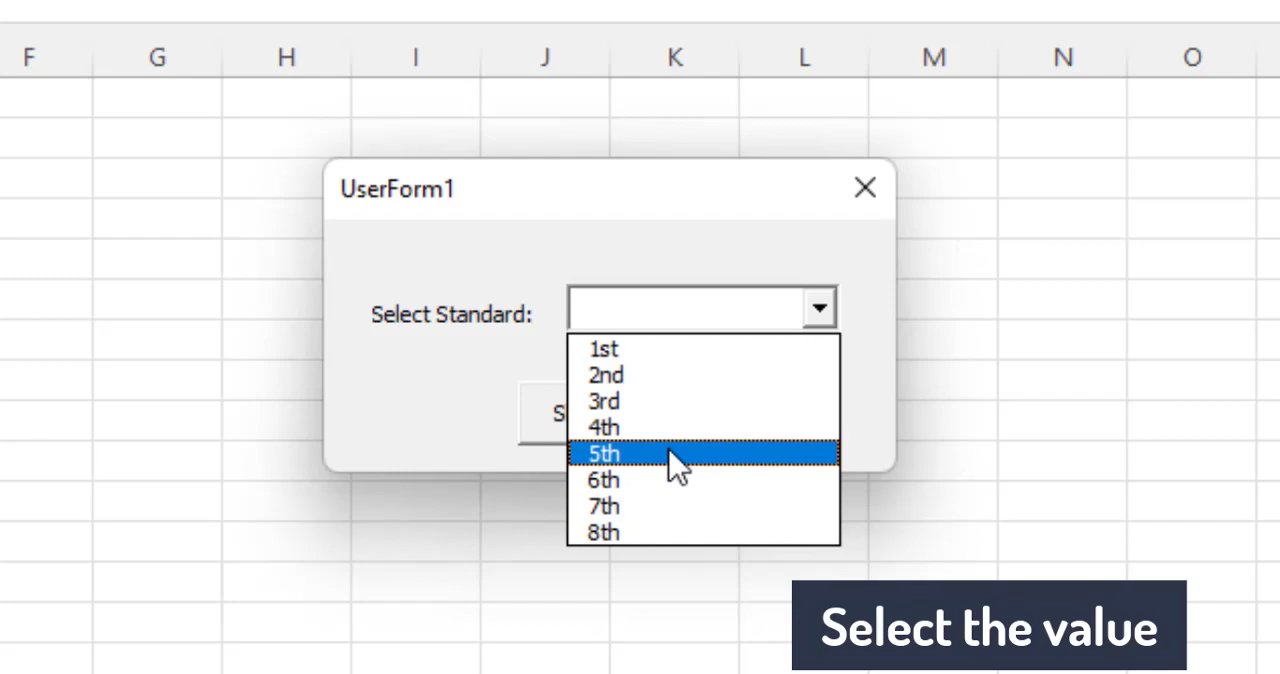 F G H I J K L M N O
UserForm1
Select Standard:
1st
2nd
3rd
4th
5th
6th
7th
8th
Select the value